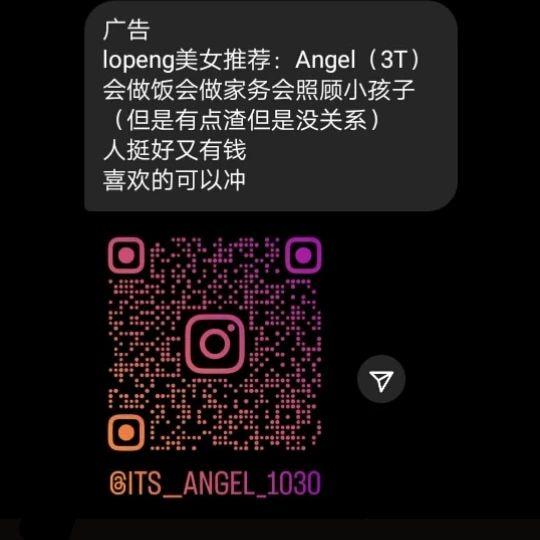 广告
lopeng美女推荐：Angel（3T）
会做饭会做家务会照顾小孩子
（但是有点渣但是没关系）
人挺好又有钱
喜欢的可以冲
@ITS__ANGEL_1030